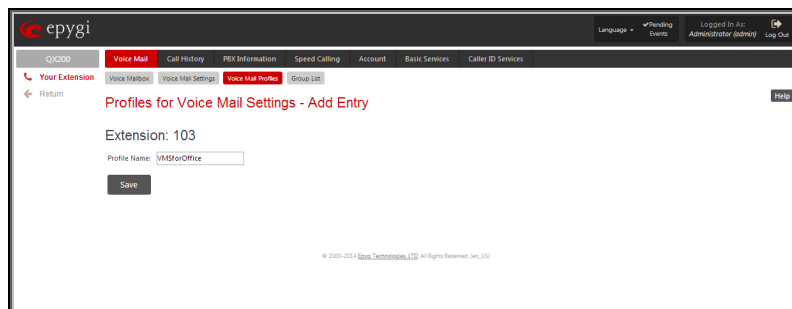 epygi
Language
Pending Events
Logged In As:
Administrator (admin)
Log Out
QX200
Voice Mail
Call History
PBX Information
Speed Calling
Account
Basic Services
Caller ID Services
Your Extension
Return
Voice Mailbox
Voice Mail Settings
Voice Mail Profiles
Group List
Profiles for Voice Mail Settings - Add Entry
Help
Extension: 103
Profile Name: VMSforOffice
Save
© 2000-2014 Epygi Technologies, LTD. All Rights Reserved. (en_US)